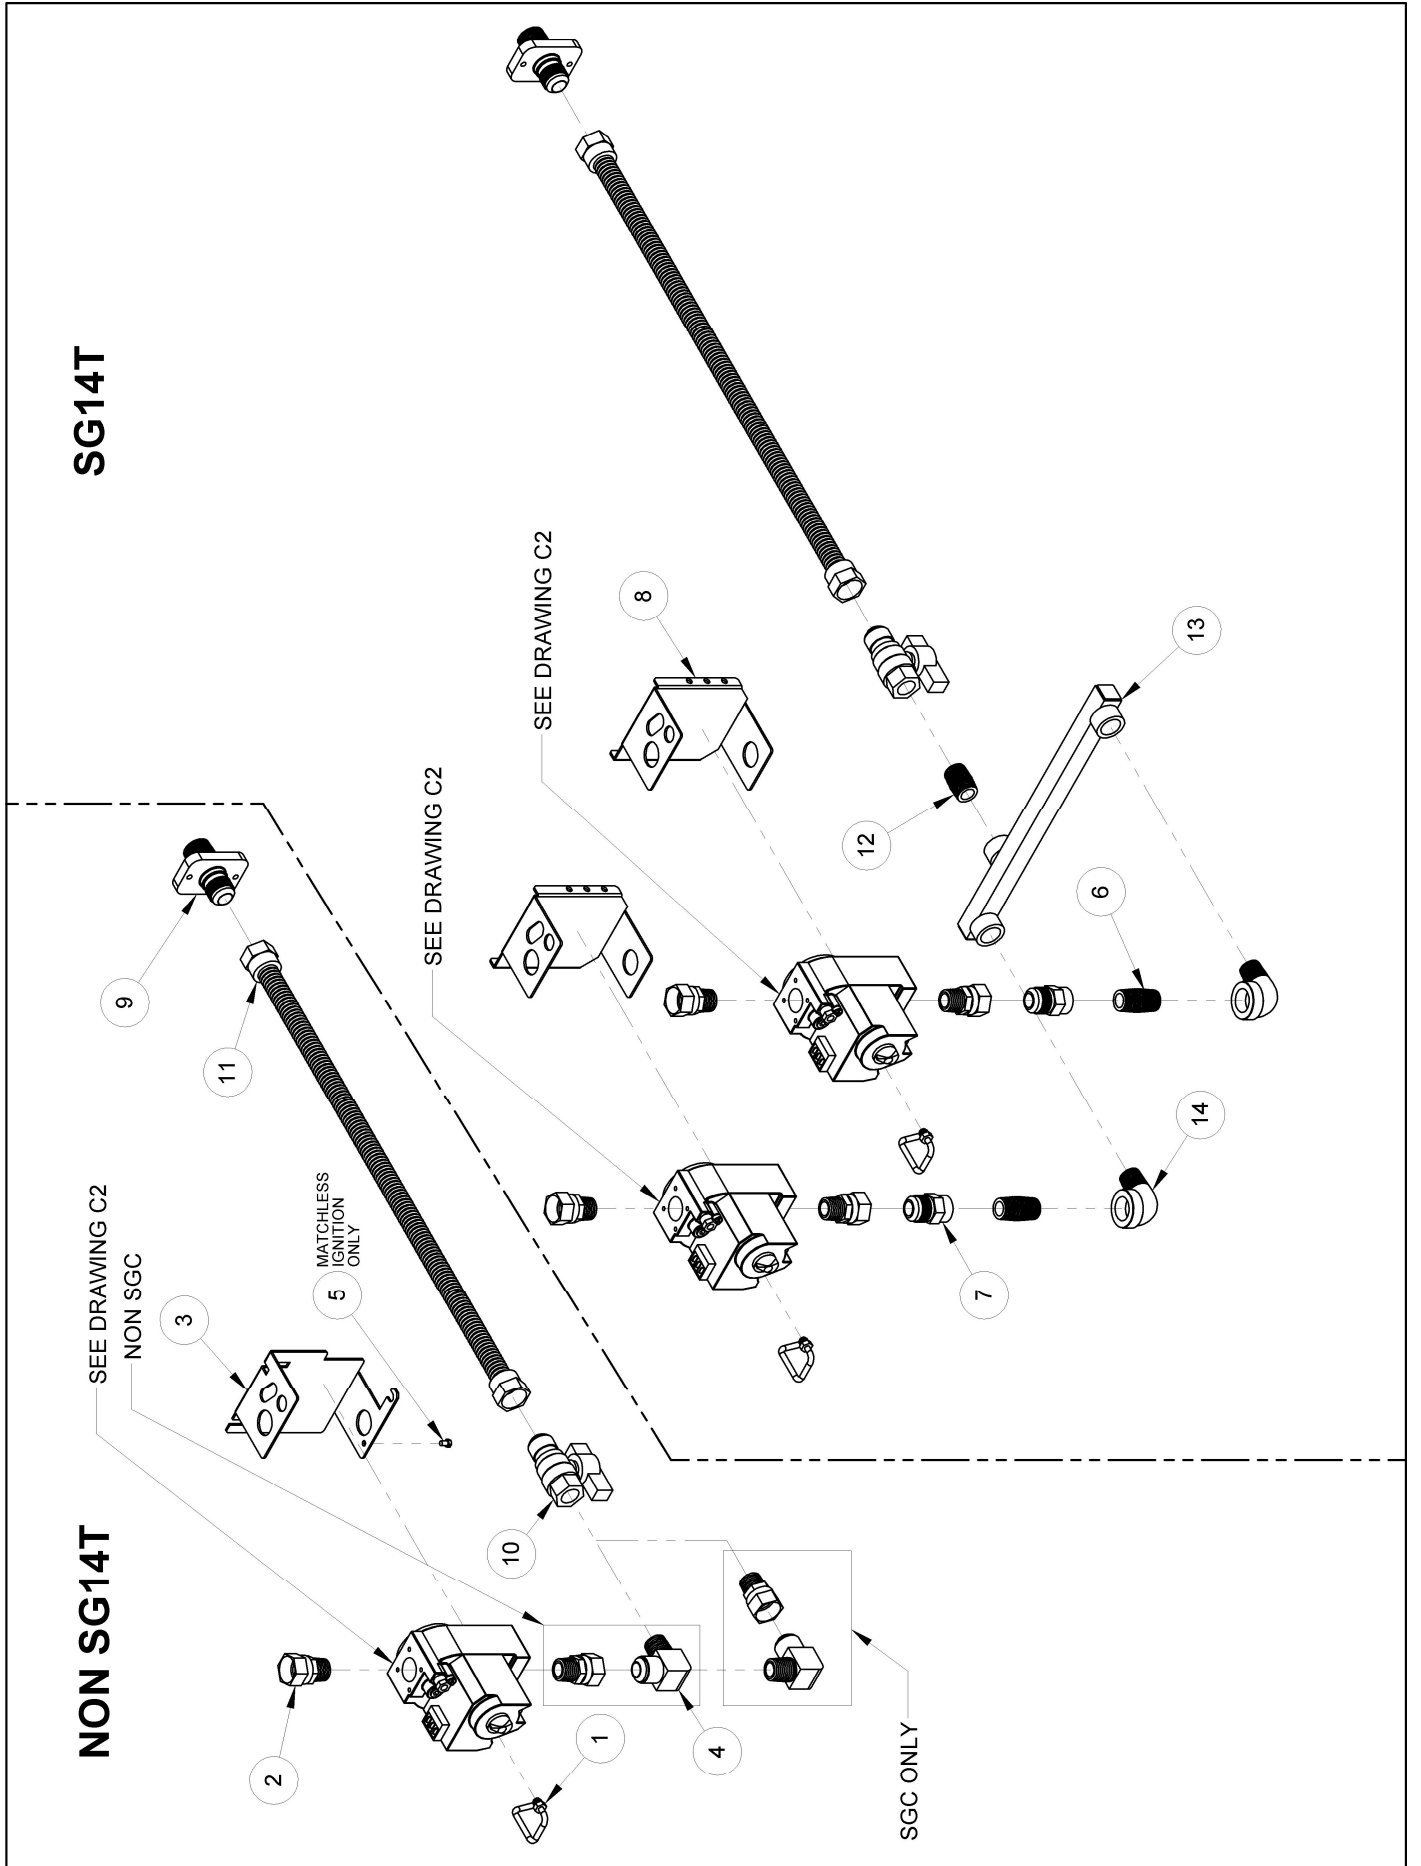 NON SG14T
SG14T
SEE DRAWING C2
NON SGC
SEE DRAWING C2
SEE DRAWING C2
MATCHLESS
IGNITION
ONLY
SGC ONLY
2
3
5
9
11
10
1
4
8
12
13
6
7
14